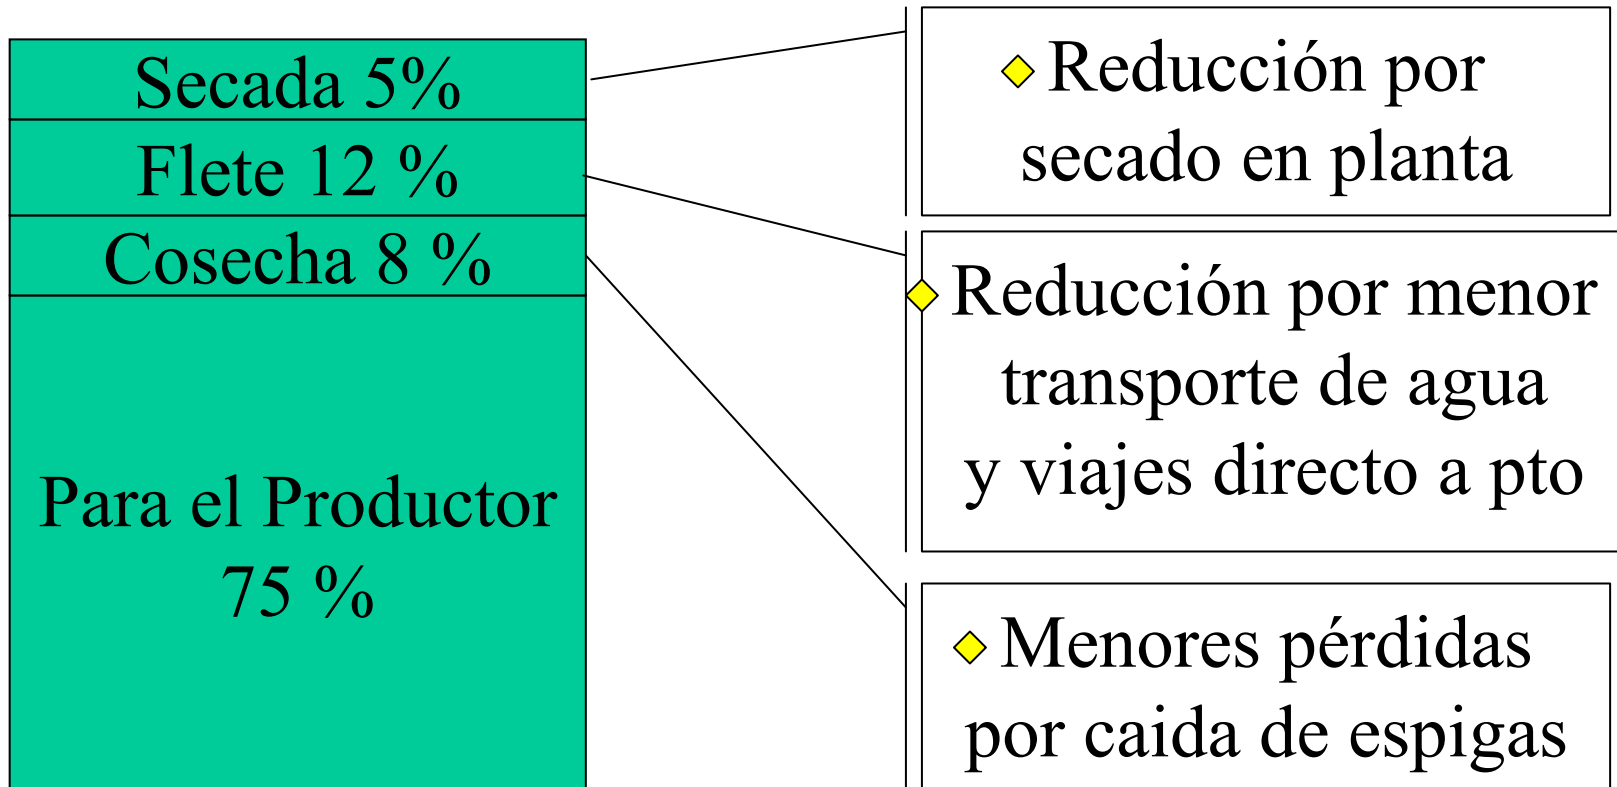 Secada 5%
Flete 12 %
Cosecha 8 %
Para el Productor
75 %
Reducción por
secado en planta
Reducción por menor
transporte de agua
y viajes directo a pto
Menores pérdidas
por caida de espigas